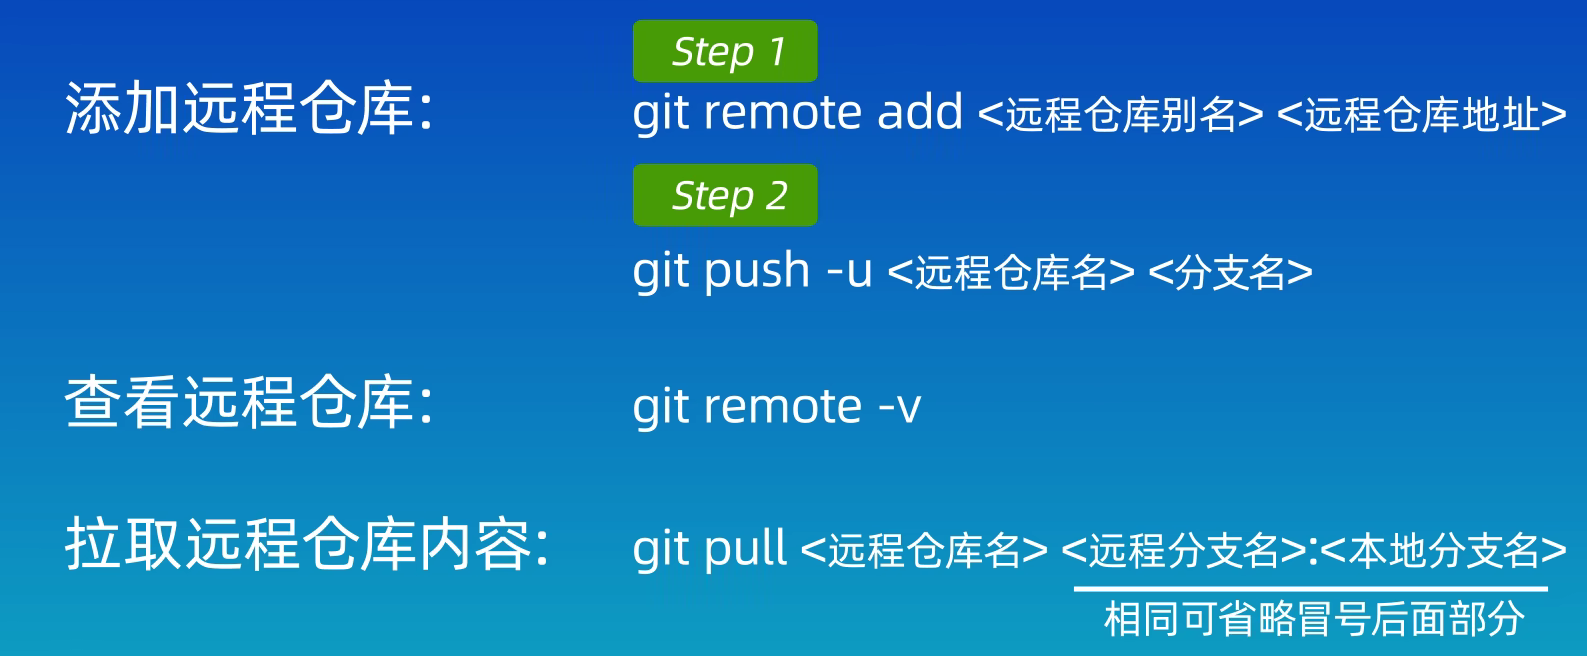 Step 1
添加远程仓库: git remote add <远程仓库别名> <远程仓库地址>
Step 2
git push -u <远程仓库名> <分支名>
查看远程仓库: git remote -v
拉取远程仓库内容: git pull <远程仓库名> <远程分支名>:<本地分支名>
相同可省略冒号后面部分